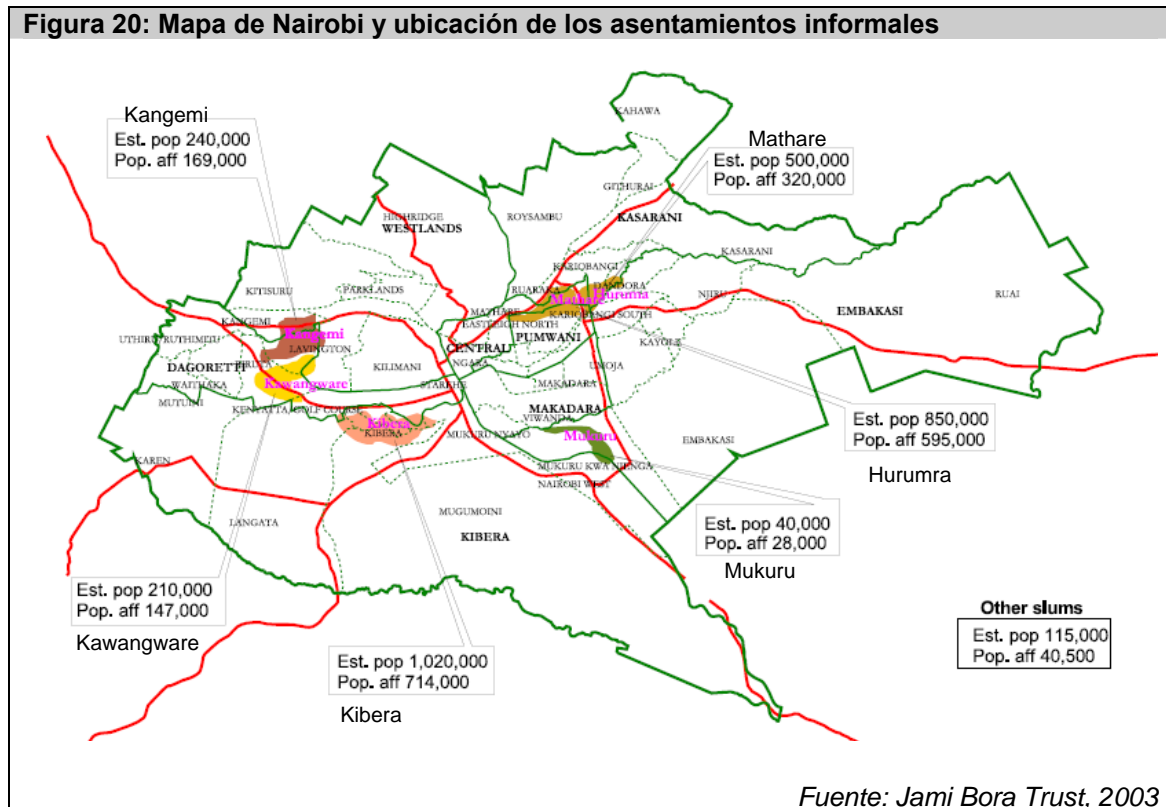 Figura 20: Mapa de Nairobi y ubicación de los asentamientos informales
Kangemi
Est. pop 240,000
Pop. aff 169,000
Mathare
Est. pop 500,000
Pop. aff 320,000
KAHAWA
GITHURAI
HIGHRIDGE
WESTLANDS
ROYSAMBU
KASARANI
KASARANI
KARIOBANGI
KITISURU
PARKLANDS
RUARAKA
DANDORA
Hurumra
NJIRU
RUAI
MATHARE
Mathare
KARIOBANGI SOUTH
EMBAKASI
KANGEMI
Kangemi
LAVINGTON
EASTLEIGH NORTH
PUMWANI
KAYOLE
UTHIRU RUTHIMITU
CENTRAL
DAGORETTI
KILIMANI
NGARA
UMOJA
WAITHAKA
Kawangware
STAREHE
MAKADARA
MUTUINI
KENYATTA/GOLF COURSE
MAKADARA
VIWANDA
Kibera
KIBERA
MUKURU NYAYO
Mukuru
EMBAKASI
Est. pop 850,000
Pop. aff 595,000
Hurumra
KAREN
MUKURU KWA NJENGA
NAIROBI WEST
LANGATA
MUGUMOINI
KIBERA
Est. pop 40,000
Pop. aff 28,000
Mukuru
Est. pop 210,000
Pop. aff 147,000
Kawangware
Est. pop 1,020,000
Pop. aff 714,000
Kibera
Other slums
Est. pop 115,000
Pop. aff 40,500
Fuente: Jami Bora Trust, 2003